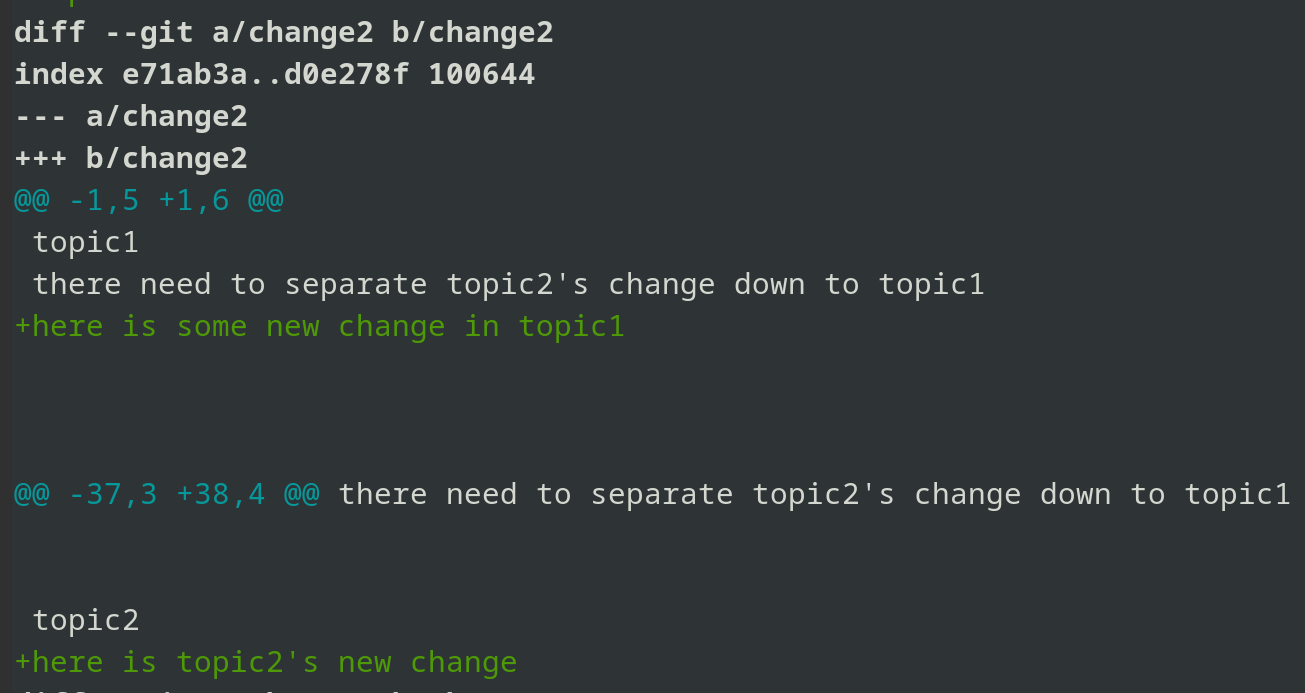 diff --git a/change2 b/change2
index e71ab3a..d0e278f 100644
--- a/change2
+++ b/change2
@@ -1,5 +1,6 @@
 topic1
 there need to separate topic2's change down to topic1
+here is some new change in topic1
@@ -37,3 +38,4 @@ there need to separate topic2's change down to topic1
 topic2
+here is topic2's new change